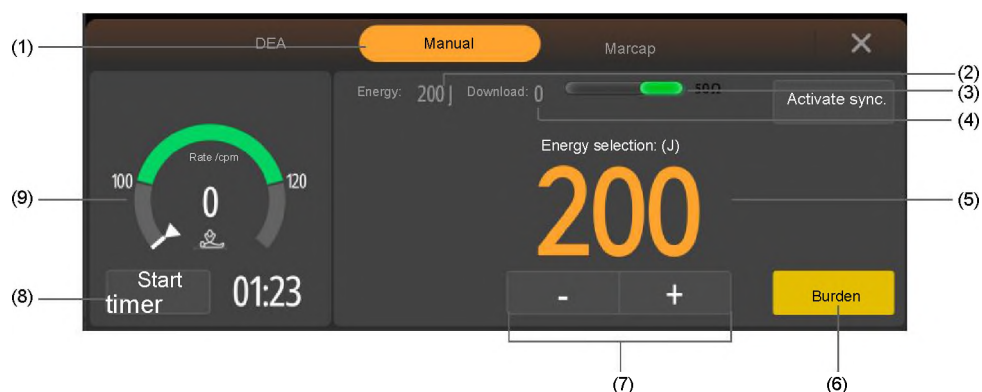 DEA
Manual
Marcap
(1)
Energy: 200 J
Download: 0
50Ω
(2)
(3)
(4)
Activate sync.
Energy selection: (J)
200
(5)
Rate /cpm
100
120
0
(9)
Start
timer
01:23
(8)
-
+
Burden
(7)
(6)